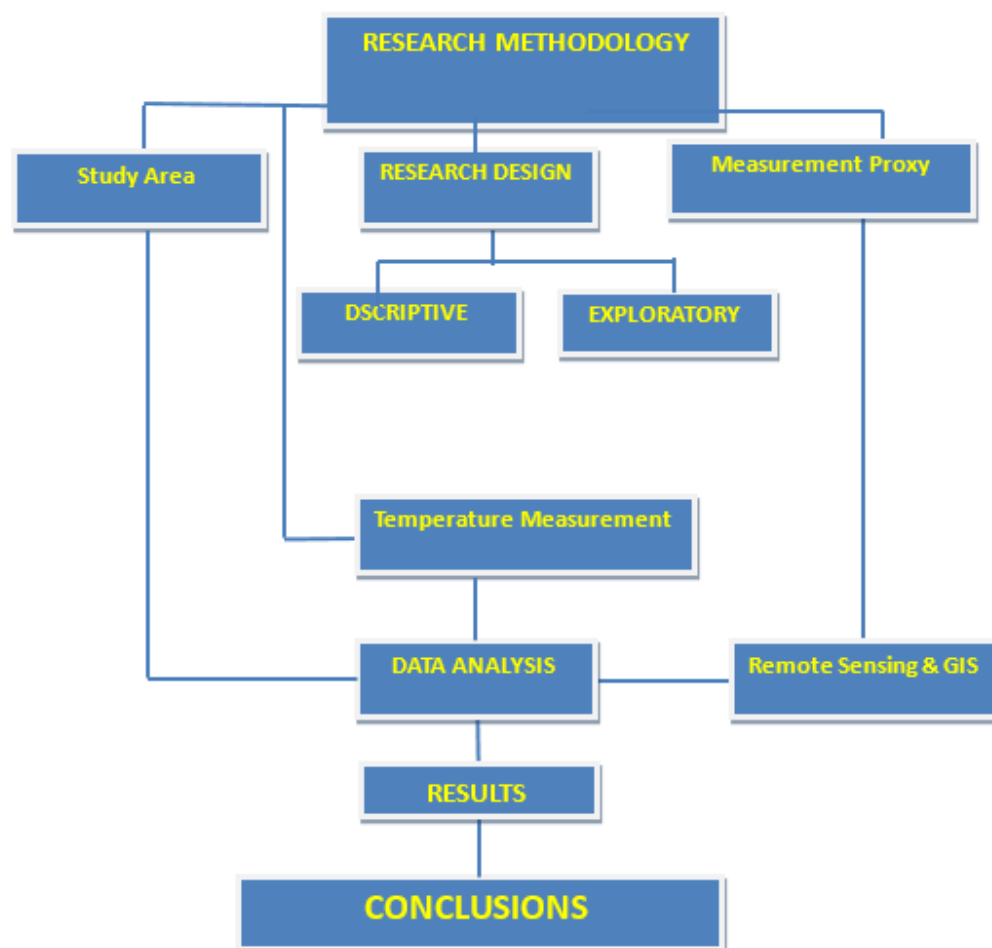 RESEARCH METHODOLOGY
Study Area
RESEARCH DESIGN
Measurement Proxy
DSCRIPTIVE
EXPLORATORY
Temperature Measurement
DATA ANALYSIS
Remote Sensing & GIS
RESULTS
CONCLUSIONS